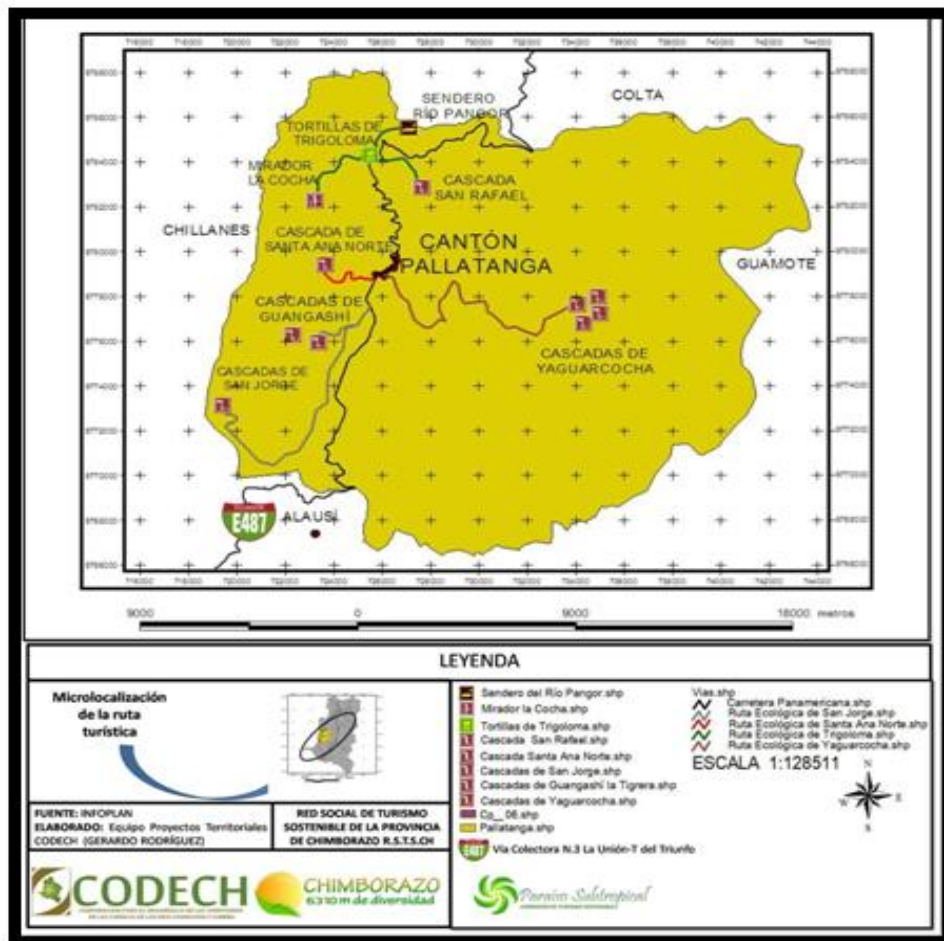 SENDERO
RÍO PANGOR
COLTA
TORTILLAS DE
TRIGOLOMA
MIRADOR
LA COCHA
CASCADA
SAN RAFAEL
CHILLANES
CASCADA DE
SANTA ANA NORTE
CANTÓN
PALLATANGA
GUAMOTE
CASCADAS DE
GUANGASHÍ
CASCADAS DE
YAGUARCOCHA
CASCADAS DE
SAN JORGE
E487
ALAUSÍ
9000 0 9000 18000 metros
LEYENDA
Microlocalización
de la ruta
turística
Sendero del Río Pangor.shp
Mirador la Cocha.shp
Tortillas de Trigoloma.shp
Cascada San Rafael.shp
Cascada Santa Ana Norte.shp
Cascadas de San Jorge.shp
Cascadas de Guangashí la Tigrera.shp
Cascadas de Yaguarcocha.shp
Cp__06.shp
Pallatanga.shp
Vías.shp
Carretera Panamericana.shp
Ruta Ecológica de San Jorge.shp
Ruta Ecológica de Santa Ana Norte.shp
Ruta Ecológica de Trigoloma.shp
Ruta Ecológica de Yaguarcocha.shp
ESCALA 1:128511
N
W E
S
E487 Vía Colectora N.3 La Unión-T del Triunfo
FUENTE: INFOPLAN
ELABORADO: Equipo Proyectos Territoriales
CODECH (GERARDO RODRÍGUEZ)
RED SOCIAL DE TURISMO
SOSTENIBLE DE LA PROVINCIA
DE CHIMBORAZO R.S.T.S.CH
CODECH
CHIMBORAZO
6310 m de diversidad
Paraíso Subtropical